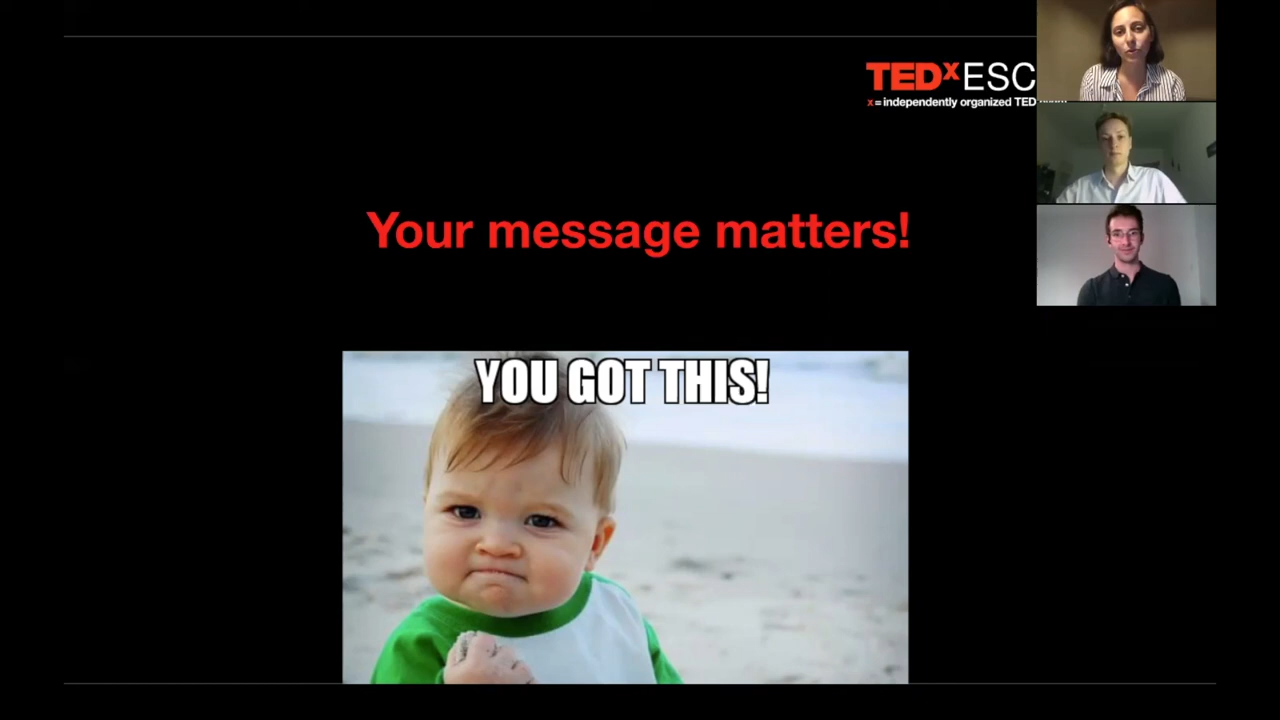 TEDxESC
x = independently organized TED
Your message matters!
YOU GOT THIS!